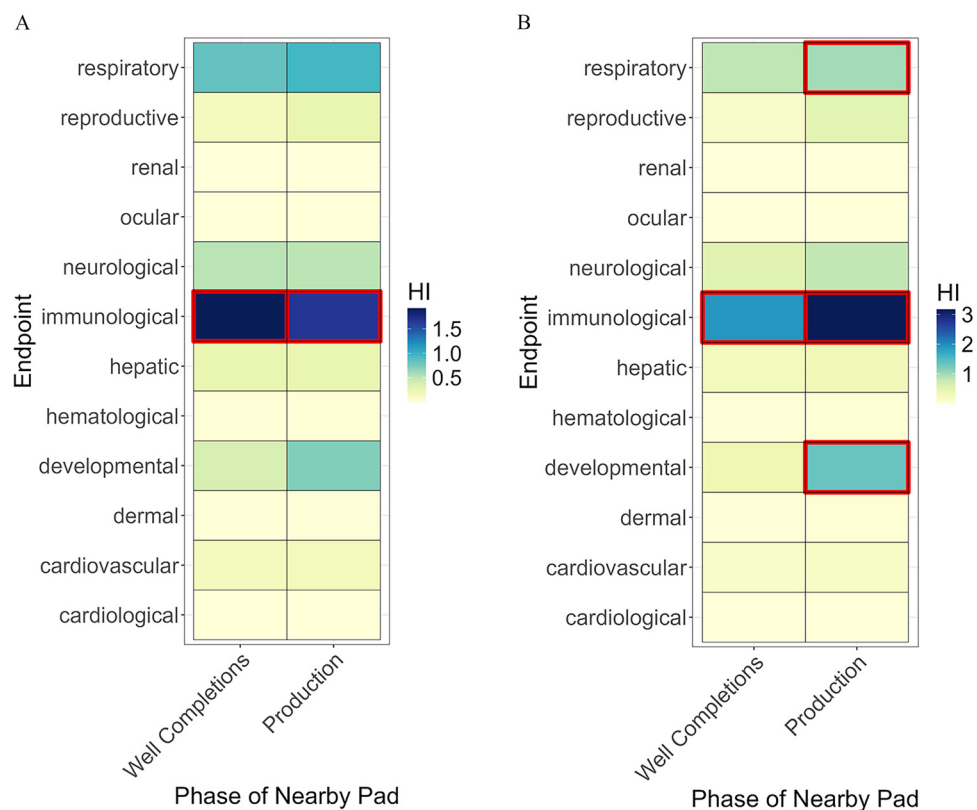 A
respiratory
reproductive
renal
ocular
neurological
immunological
hepatic
hematological
developmental
dermal
cardiovascular
cardiological
Endpoint
Well Completions
Production
Phase of Nearby Pad
HI
1.5
1.0
0.5
B
respiratory
reproductive
renal
ocular
neurological
immunological
hepatic
hematological
developmental
dermal
cardiovascular
cardiological
Endpoint
Well Completions
Production
Phase of Nearby Pad
HI
3
2
1